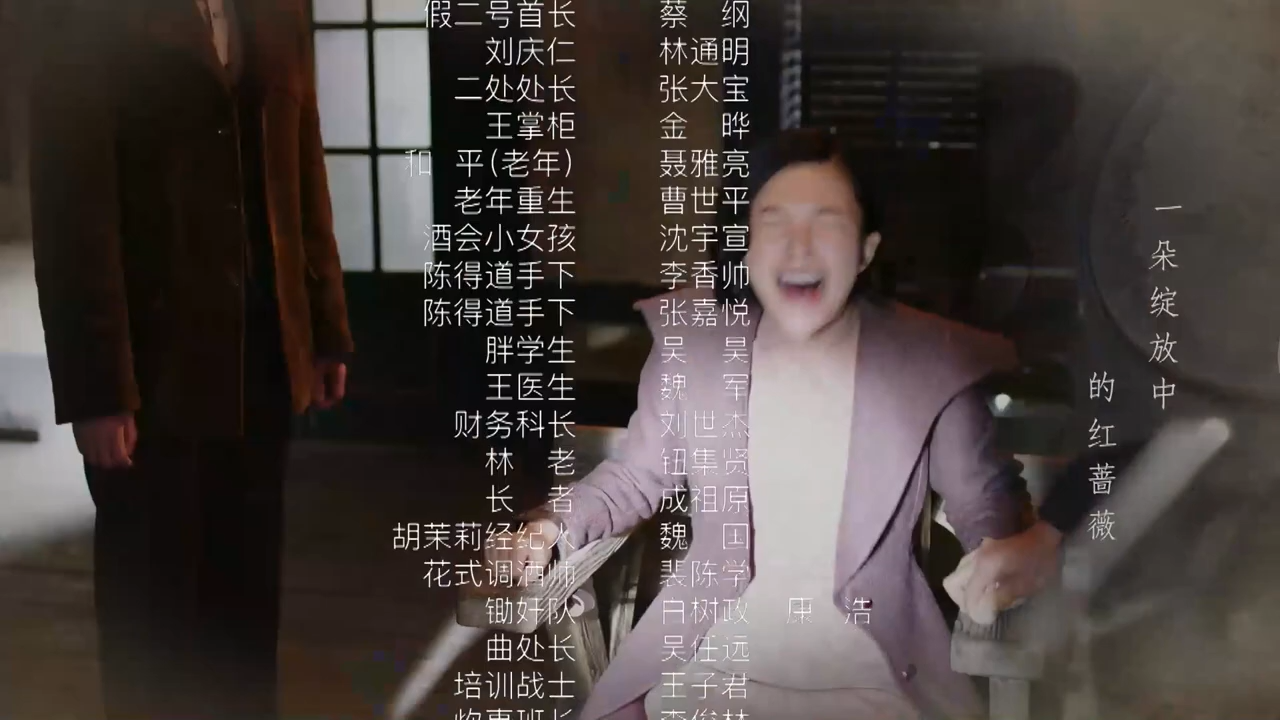 假二号首长 蔡 纲
刘庆仁 林通明
二处处长 张大宝
王掌柜 金 晔
和 平(老年) 聂雅亮
老年重生 曹世平
酒会小女孩 沈宇宣
陈得道手下 李香帅
陈得道手下 张嘉悦
胖学生 吴 昊
王医生 魏 军
财务科长 刘世杰
林 老 钮集贤
长 者 成祖原
胡茉莉经纪人 魏 国
花式调酒师 裴陈学
锄奸队 白树政 康 浩
曲处长 吴任远
培训战士 王子君
炊事班长 李俊林
一朵绽放中
的红蔷薇